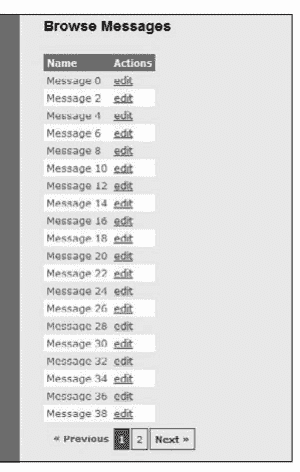 Browse Messages
Name Actions
Message 0 edit
Message 2 edit
Message 4 edit
Message 6 edit
Message 8 edit
Message 10 edit
Message 12 edit
Message 14 edit
Message 16 edit
Message 18 edit
Message 20 edit
Message 22 edit
Message 24 edit
Message 26 edit
Message 28 edit
Message 30 edit
Message 32 edit
Message 34 edit
Message 36 edit
Message 38 edit
« Previous 1 2 Next »